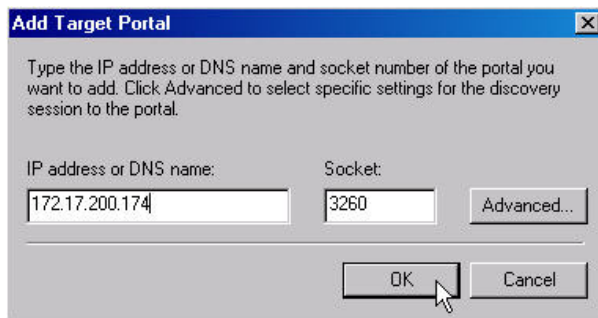 Add Target Portal
Type the IP address or DNS name and socket number of the portal you
want to add. Click Advanced to select specific settings for the discovery
session to the portal.
IP address or DNS name:
Socket:
172.17.200.174
3260
Advanced...
OK
Cancel